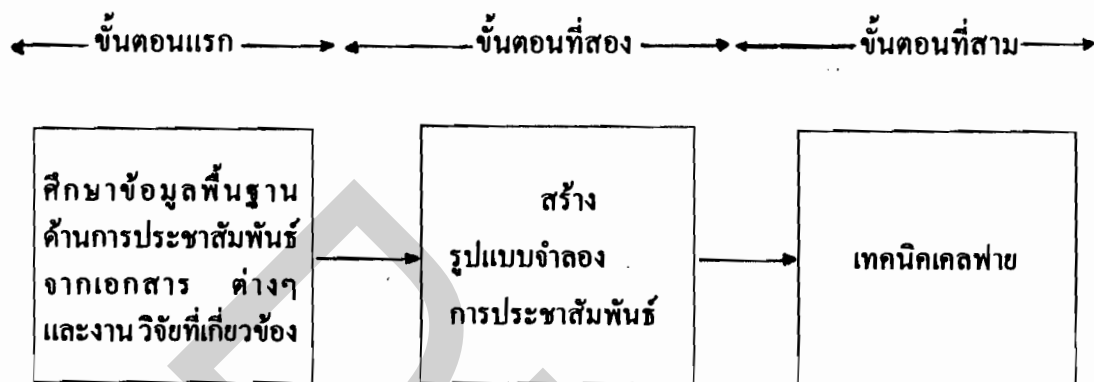 ขั้นตอนแรก ขั้นตอนที่สอง ขั้นตอนที่สาม
ศึกษาข้อมูลพื้นฐาน
ด้านการประชาสัมพันธ์
จากเอกสาร ต่างๆ
และงาน วิจัยที่เกี่ยวข้อง
สร้าง
รูปแบบจำลอง
การประชาสัมพันธ์
เทคนิคเคลฟาย